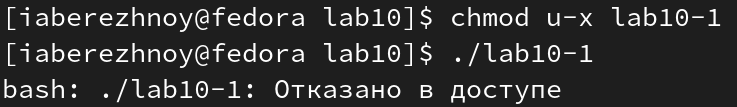 [iaberezhnoy@fedora lab10]$ chmod u-x lab10-1
[iaberezhnoy@fedora lab10]$ ./lab10-1
bash: ./lab10-1: Отказано в доступе